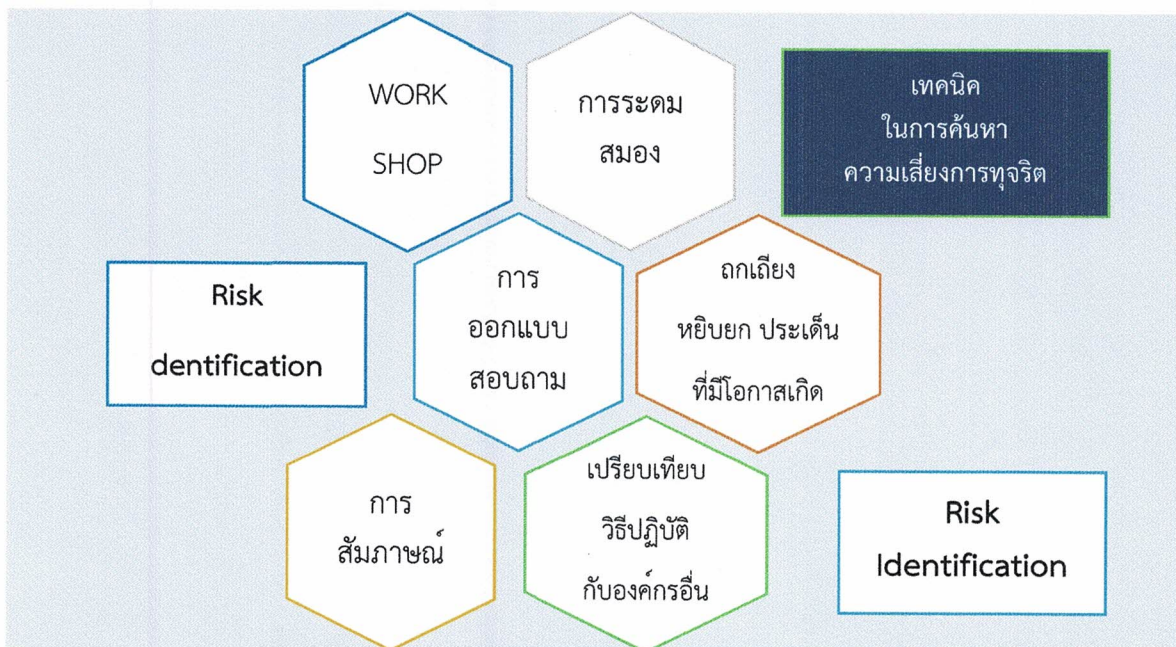 WORK
SHOP
การระดม
สมอง
เทคนิค
ในการค้นหา
ความเสี่ยงการทุจริต
Risk
dentification
การ
ออกแบบ
สอบถาม
ถกเถียง
หยิบยก ประเด็น
ที่มีโอกาสเกิด
การ
สัมภาษณ์
เปรียบเทียบ
วิธีปฏิบัติ
กับองค์กรอื่น
Risk
Identification